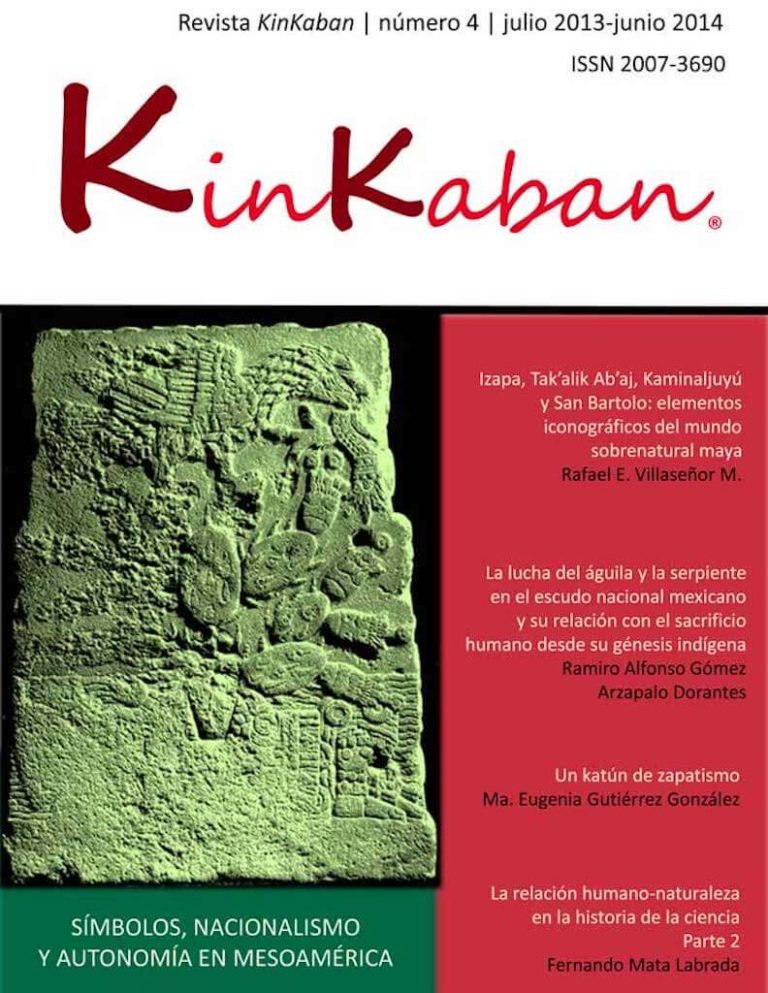 Revista KinKaban | número 4 | julio 2013-junio 2014
ISSN 2007-3690
KinKaban®
Izapa, Tak’alik Ab’aj, Kaminaljuyú
y San Bartolo: elementos
iconográficos del mundo
sobrenatural maya
Rafael E. Villaseñor M.
La lucha del águila y la serpiente
en el escudo nacional mexicano
y su relación con el sacrificio
humano desde su génesis indígena
Ramiro Alfonso Gómez
Arzapalo Dorantes
Un katún de zapatismo
Ma. Eugenia Gutiérrez González
La relación humano-naturaleza
en la historia de la ciencia
Parte 2
Fernando Mata Labrada
SÍMBOLOS, NACIONALISMO
Y AUTONOMÍA EN MESOAMÉRICA